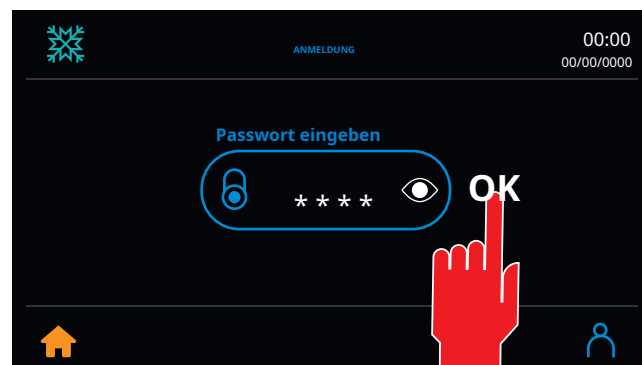 ANMELDUNG
00:00
00/00/0000
Passwort eingeben
* * * *
OK